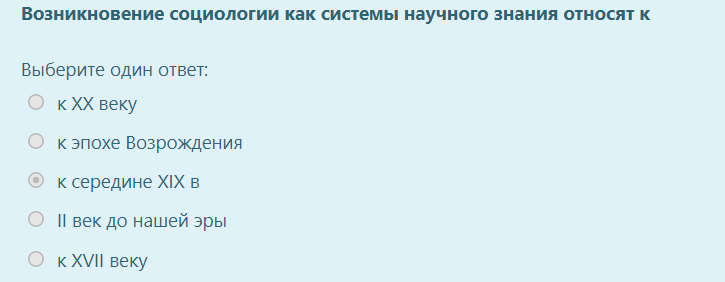 Возникновение социологии как системы научного знания относят к
Выберите один ответ:
к XX веку
к эпохе Возрождения
к середине XIX в
II век до нашей эры
к XVII веку